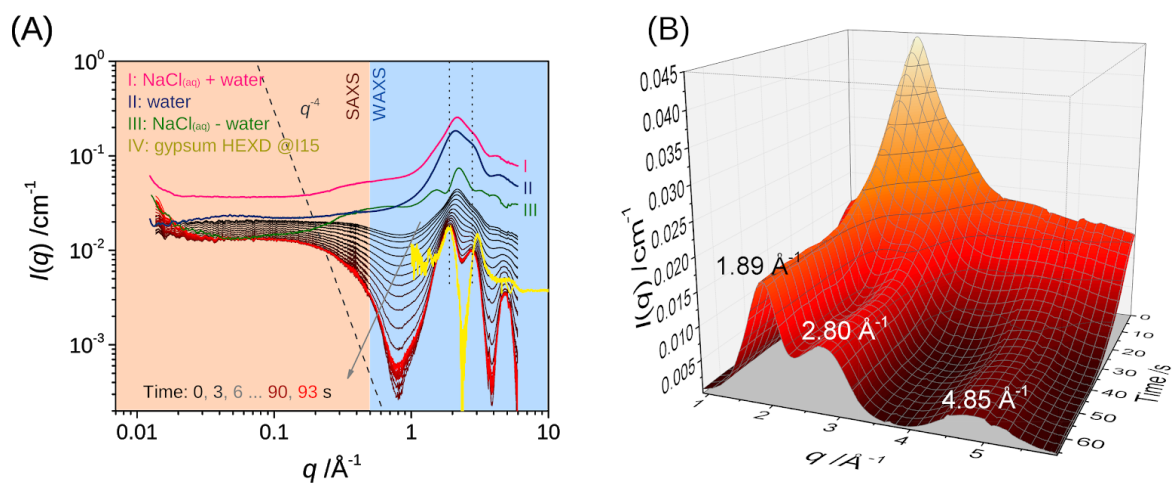 (A)
I(q) /cm⁻¹
10⁰
10⁻¹
10⁻²
10⁻³
I: NaCl₍aq₎ + water
II: water
III: NaCl₍aq₎ - water
IV: gypsum HEXD @I15
q⁻⁴
SAXS
WAXS
I
II
III
Time: 0, 3, 6 ... 90, 93 s
0.01
0.1
1
10
q /Å⁻¹
(B)
I(q) /cm⁻¹
0.045
0.040
0.035
0.030
0.025
0.020
0.015
0.010
0.005
1.89 Å⁻¹
2.80 Å⁻¹
4.85 Å⁻¹
1
2
3
4
5
q /Å⁻¹
0
10
20
30
40
50
60
Time /s